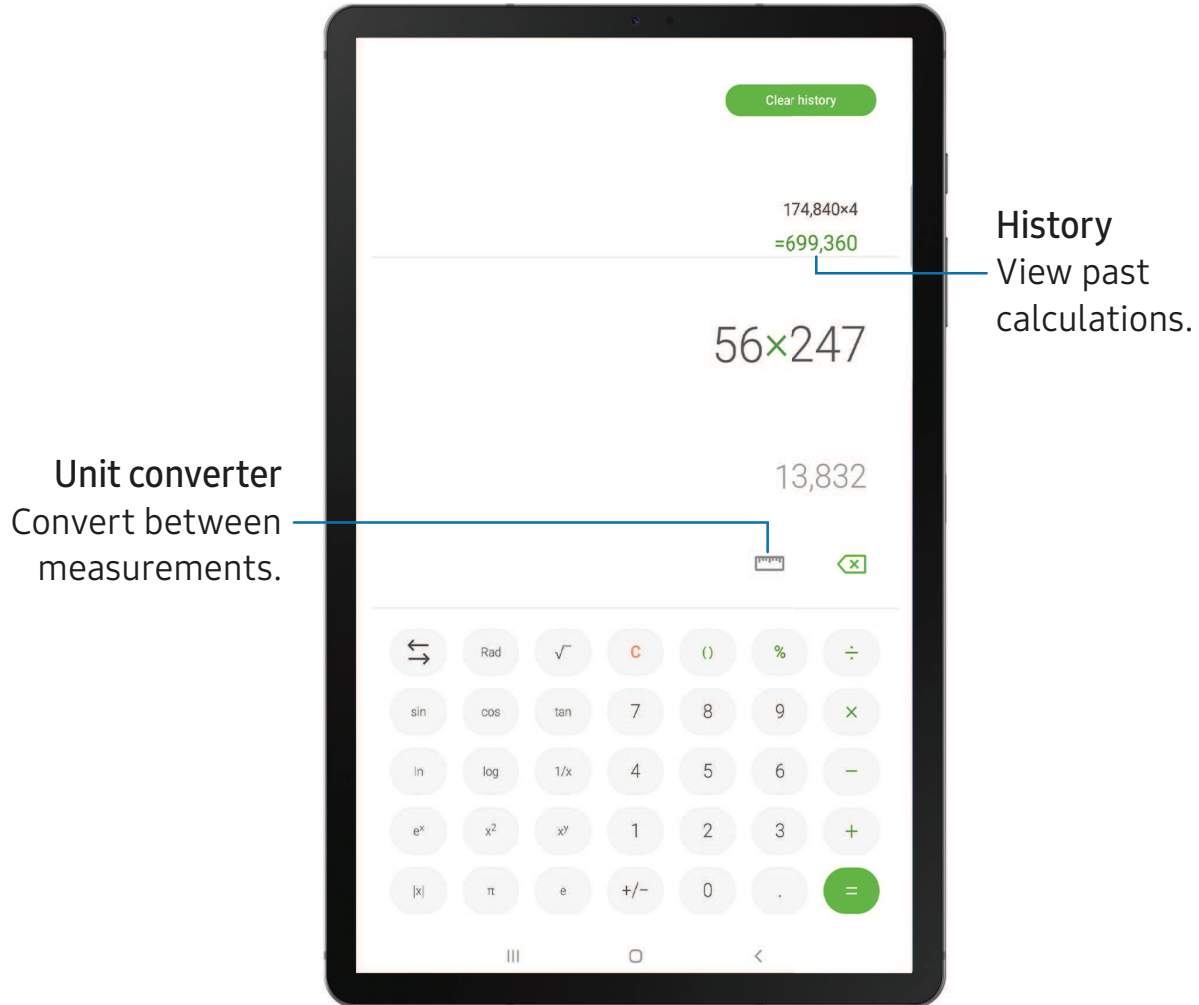 Clear history
174,840×4
=699,360
History
View past
calculations.
56×247
13,832
Unit converter
Convert between
measurements.
Rad √ C () % ÷
sin cos tan 7 8 9 ×
ln log 1/x 4 5 6 −
eˣ x² xʸ 1 2 3 +
|x| π e +/− 0 . =